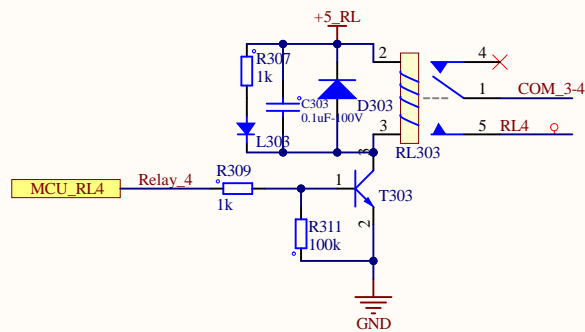 +5_RL
R307
1k
C303
0.1uF-100V
D303
L303
2
3
RL303
4
1
COM_3-4
5
RL4
MCU_RL4
Relay_4
R309
1k
1
3
T303
2
R311
100k
GND